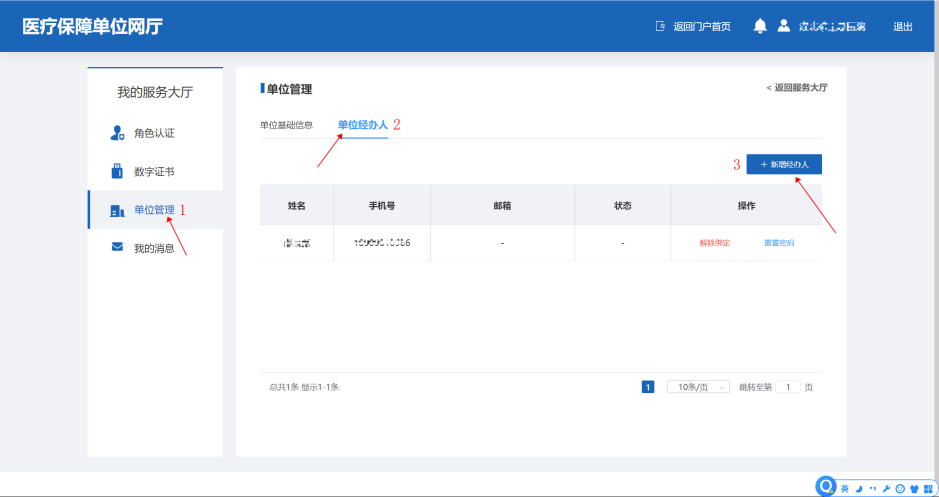 医疗保障单位网厅
返回门户首页
退出
我的服务大厅
角色认证
数字证书
单位管理 1
我的消息
单位管理
< 返回服务大厅
单位基础信息 单位经办人 2
3 + 新增经办人
姓名 手机号 邮箱 状态 操作
- - 解除绑定 重置密码
总共1条 显示1-1条 1 10条/页 跳转至第 1 页
英